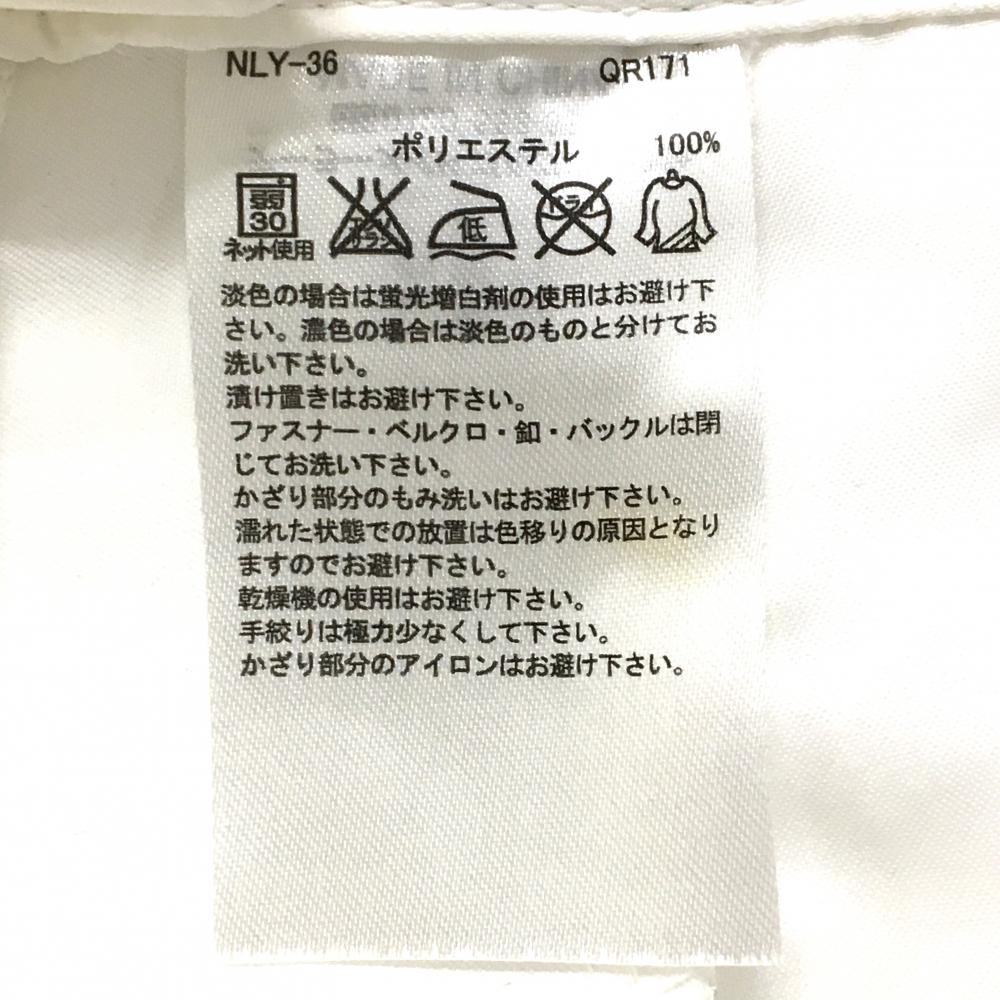 NLY-36 QR171
ポリエステル 100%
弱
30
ネット使用
エンソ
サラシ
低
ドライ
淡色の場合は蛍光増白剤の使用はお避け下
さい。濃色の場合は淡色のものと分けてお
洗い下さい。
漬け置きはお避け下さい。
ファスナー・ベルクロ・釦・バックルは閉
じてお洗い下さい。
かざり部分のもみ洗いはお避け下さい。
濡れた状態での放置は色移りの原因となり
ますのでお避け下さい。
乾燥機の使用はお避け下さい。
手絞りは極力少なくして下さい。
かざり部分のアイロンはお避け下さい。